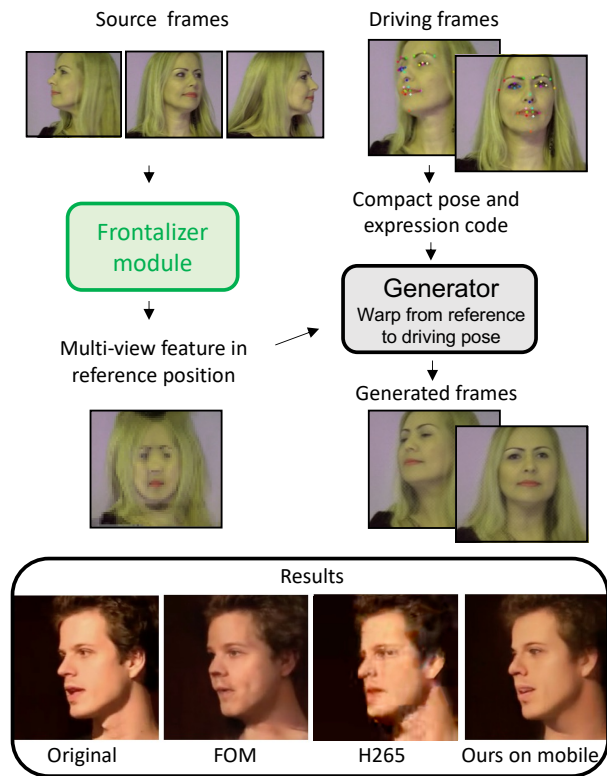 Source frames
Driving frames
Frontalizer
module
Compact pose and
expression code
Generator
Warp from reference
to driving pose
Multi-view feature in
reference position
Generated frames
Results
Original
FOM
H265
Ours on mobile